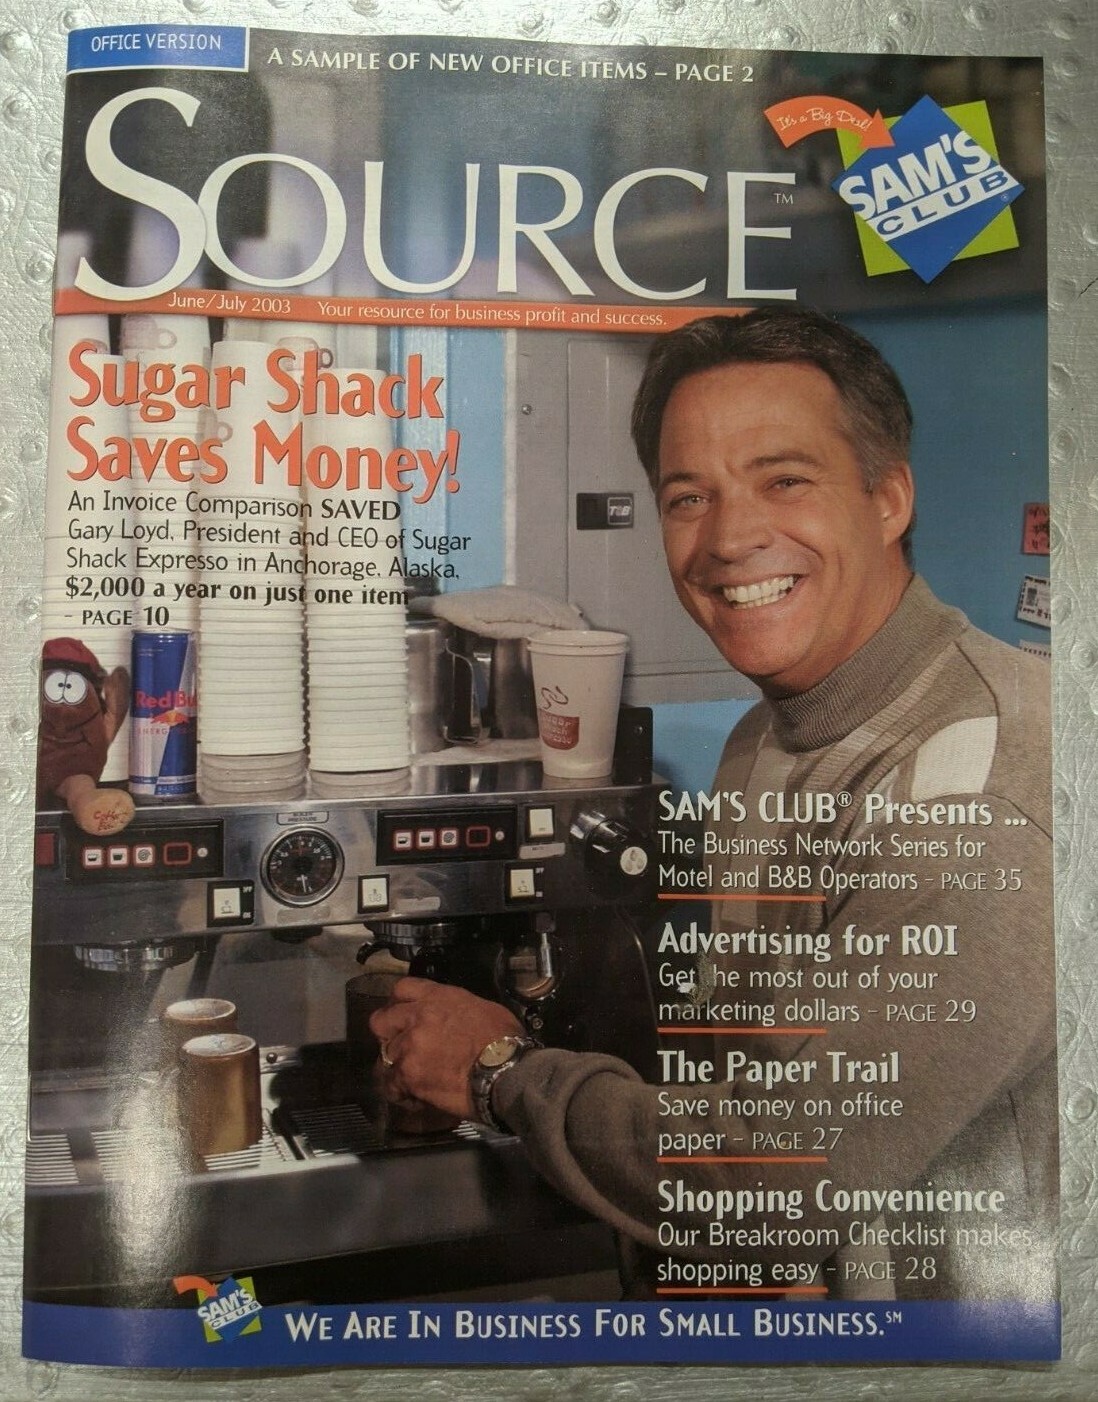 OFFICE VERSION
A SAMPLE OF NEW OFFICE ITEMS – PAGE 2
SOURCE™
It's a Big Deal!
SAM'S
CLUB®
June/July 2003 Your resource for business profit and success.
Sugar Shack
Saves Money!
An Invoice Comparison SAVED
Gary Loyd, President and CEO of Sugar
Shack Expresso in Anchorage, Alaska,
$2,000 a year on just one item
– PAGE 10
T&B
Red Bu
ENERG
SAM'S CLUB® Presents ...
The Business Network Series for
Motel and B&B Operators – PAGE 35
Advertising for ROI
Get he most out of your
marketing dollars – PAGE 29
The Paper Trail
Save money on office
paper – PAGE 27
Shopping Convenience
Our Breakroom Checklist makes
shopping easy – PAGE 28
SAM'S
CLUB
WE ARE IN BUSINESS FOR SMALL BUSINESS.℠